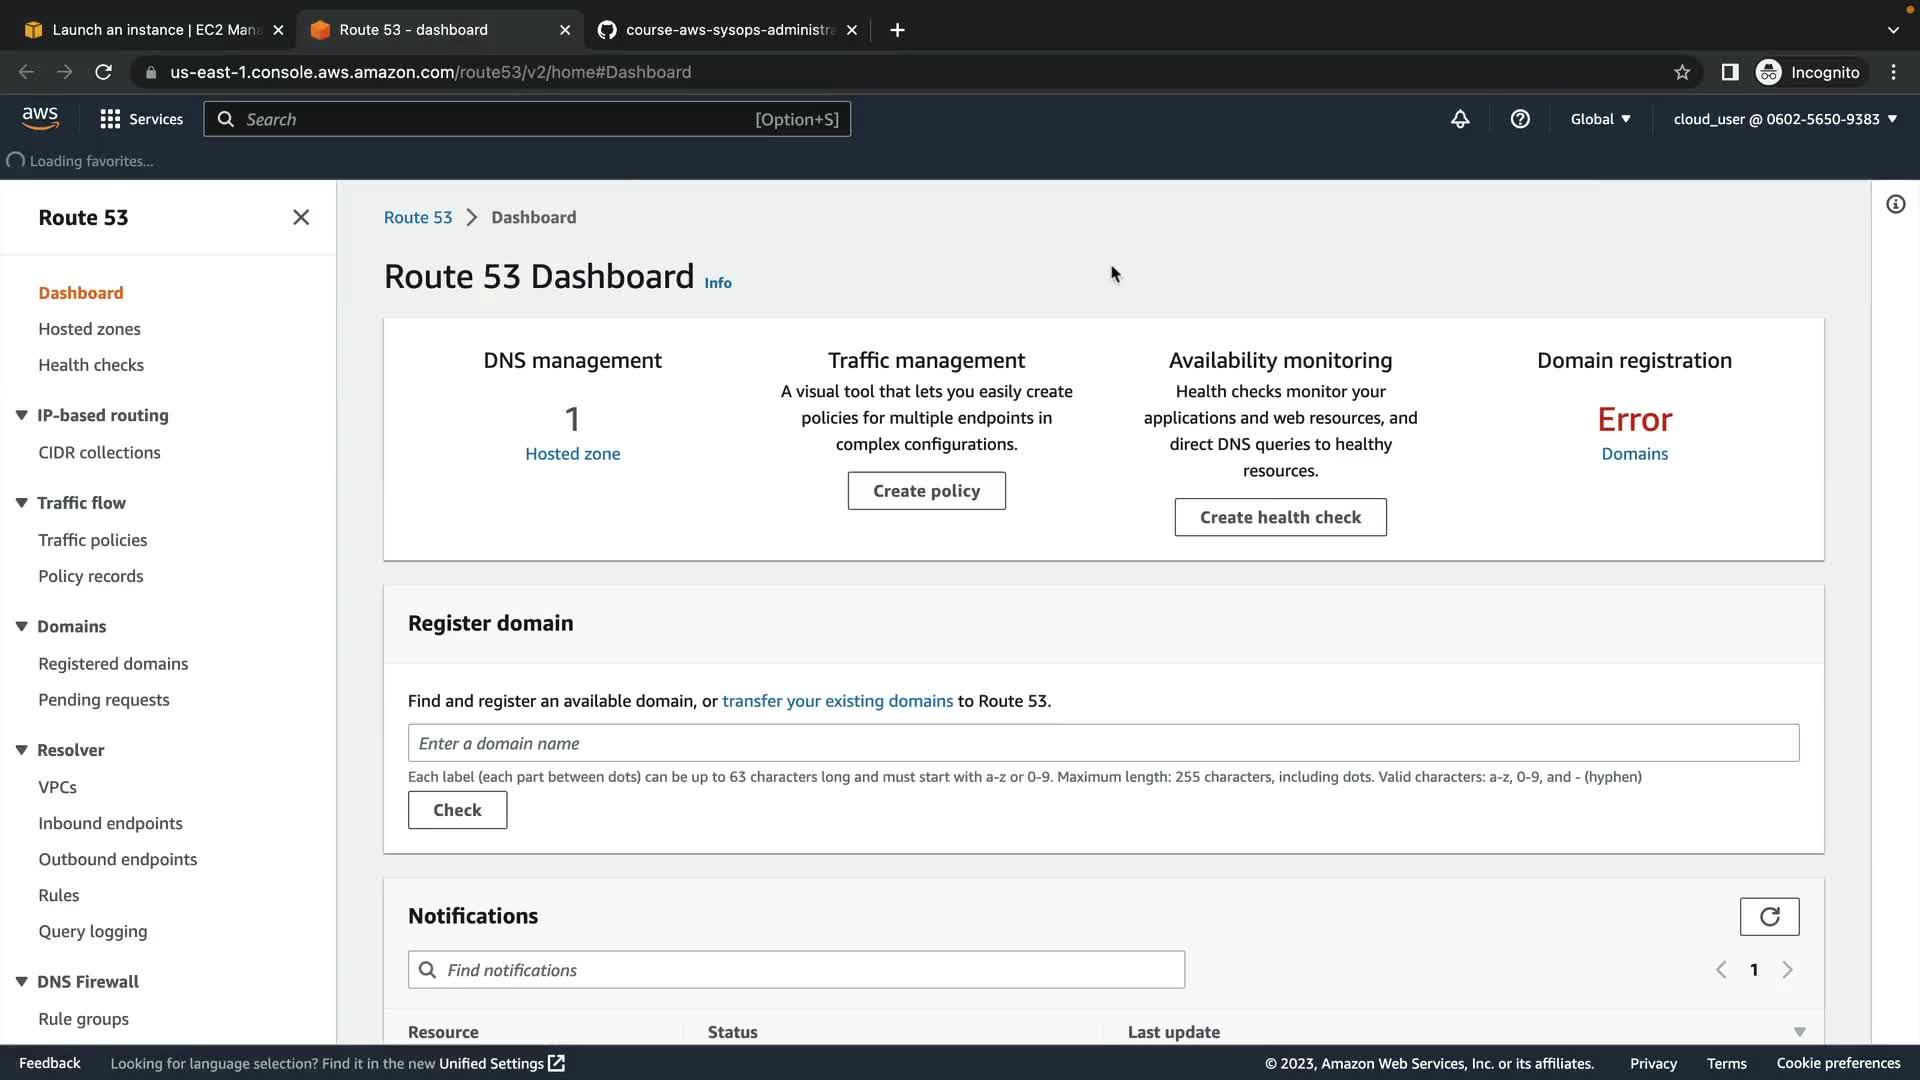 Launch an instance | EC2 Mana
Route 53 - dashboard
course-aws-sysops-administra
us-east-1.console.aws.amazon.com/route53/v2/home#Dashboard
Incognito
aws
Services
Search
[Option+S]
Global
cloud_user @ 0602-5650-9383
Loading favorites...
Route 53
Dashboard
Hosted zones
Health checks
IP-based routing
CIDR collections
Traffic flow
Traffic policies
Policy records
Domains
Registered domains
Pending requests
Resolver
VPCs
Inbound endpoints
Outbound endpoints
Rules
Query logging
DNS Firewall
Rule groups
Route 53
Dashboard
Route 53 Dashboard Info
DNS management
1
Hosted zone
Traffic management
A visual tool that lets you easily create
policies for multiple endpoints in
complex configurations.
Create policy
Availability monitoring
Health checks monitor your
applications and web resources, and
direct DNS queries to healthy
resources.
Create health check
Domain registration
Error
Domains
Register domain
Find and register an available domain, or transfer your existing domains to Route 53.
Enter a domain name
Each label (each part between dots) can be up to 63 characters long and must start with a-z or 0-9. Maximum length: 255 characters, including dots. Valid characters: a-z, 0-9, and - (hyphen)
Check
Notifications
Find notifications
1
Resource
Status
Last update
Feedback
Looking for language selection? Find it in the new Unified Settings
© 2023, Amazon Web Services, Inc. or its affiliates.
Privacy
Terms
Cookie preferences